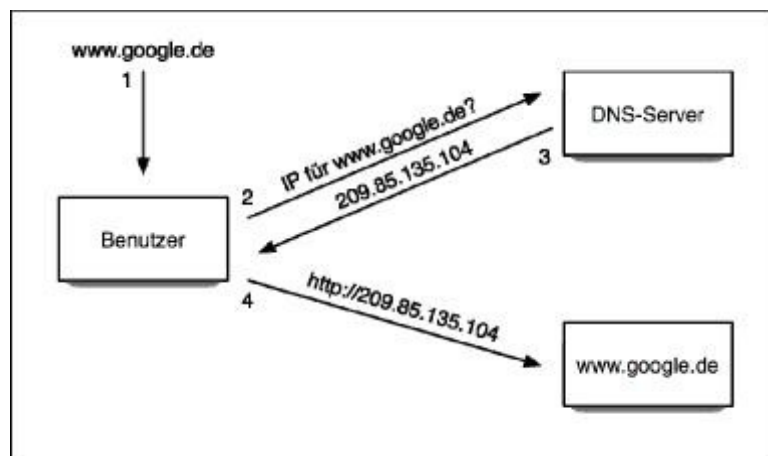 www.google.de
1
IP für www.google.de?
DNS-Server
2
209.85.135.104
3
Benutzer
4
http://209.85.135.104
www.google.de